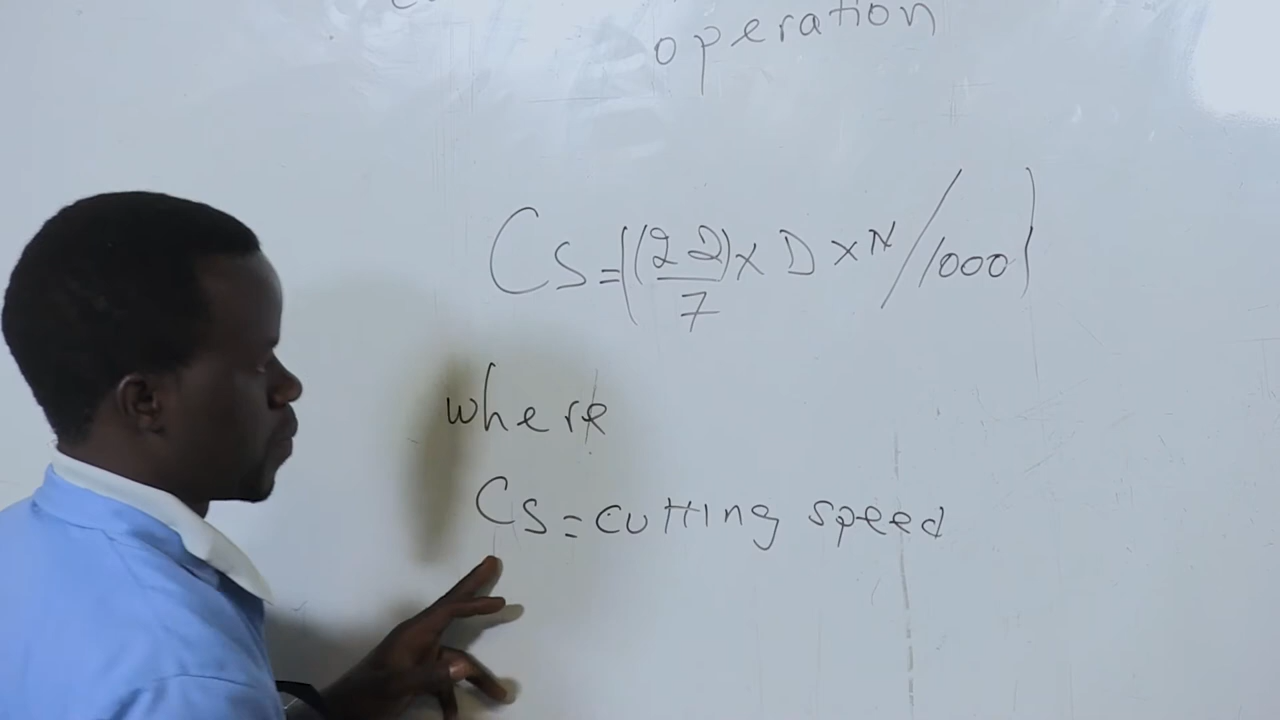 operation
Cs=((22/7)x D x N/1000)
where
Cs=cutting speed